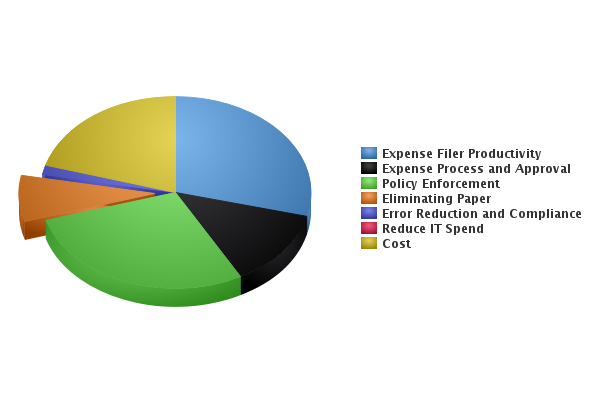 Expense Filer Productivity
Expense Process and Approval
Policy Enforcement
Eliminating Paper
Error Reduction and Compliance
Reduce IT Spend
Cost